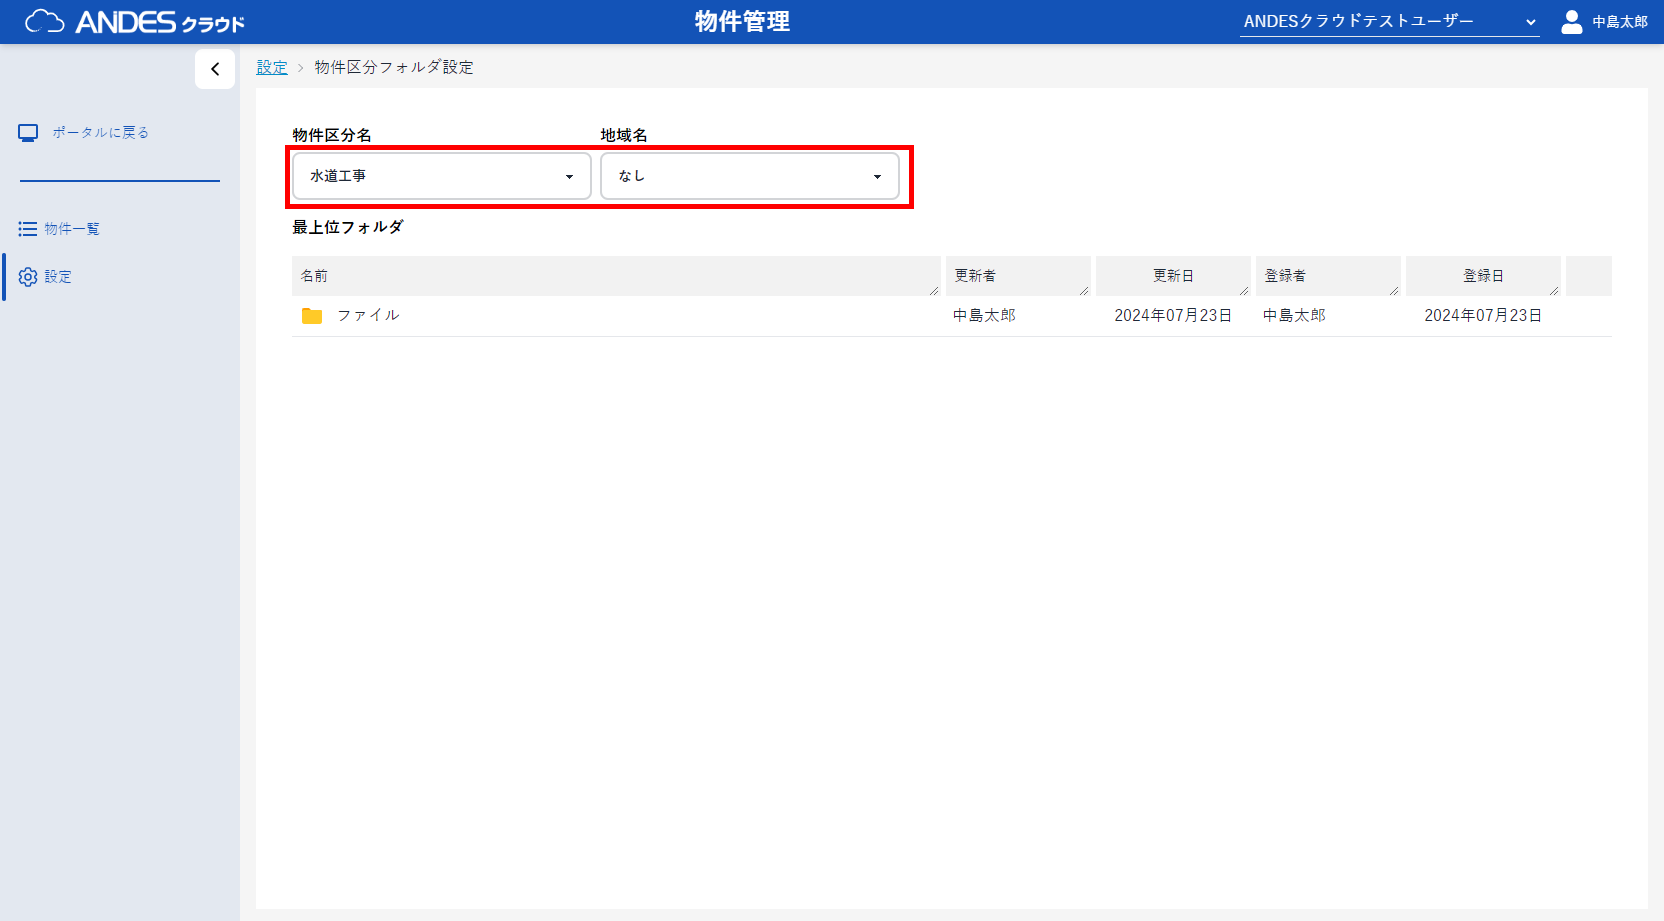 ANDES クラウド
物件管理
ANDESクラウドテストユーザー
中島太郎
設定 > 物件区分フォルダ設定
ポータルに戻る
物件一覧
設定
物件区分名 地域名
水道工事 なし
最上位フォルダ
名前 更新者 更新日 登録者 登録日
ファイル 中島太郎 2024年07月23日 中島太郎 2024年07月23日